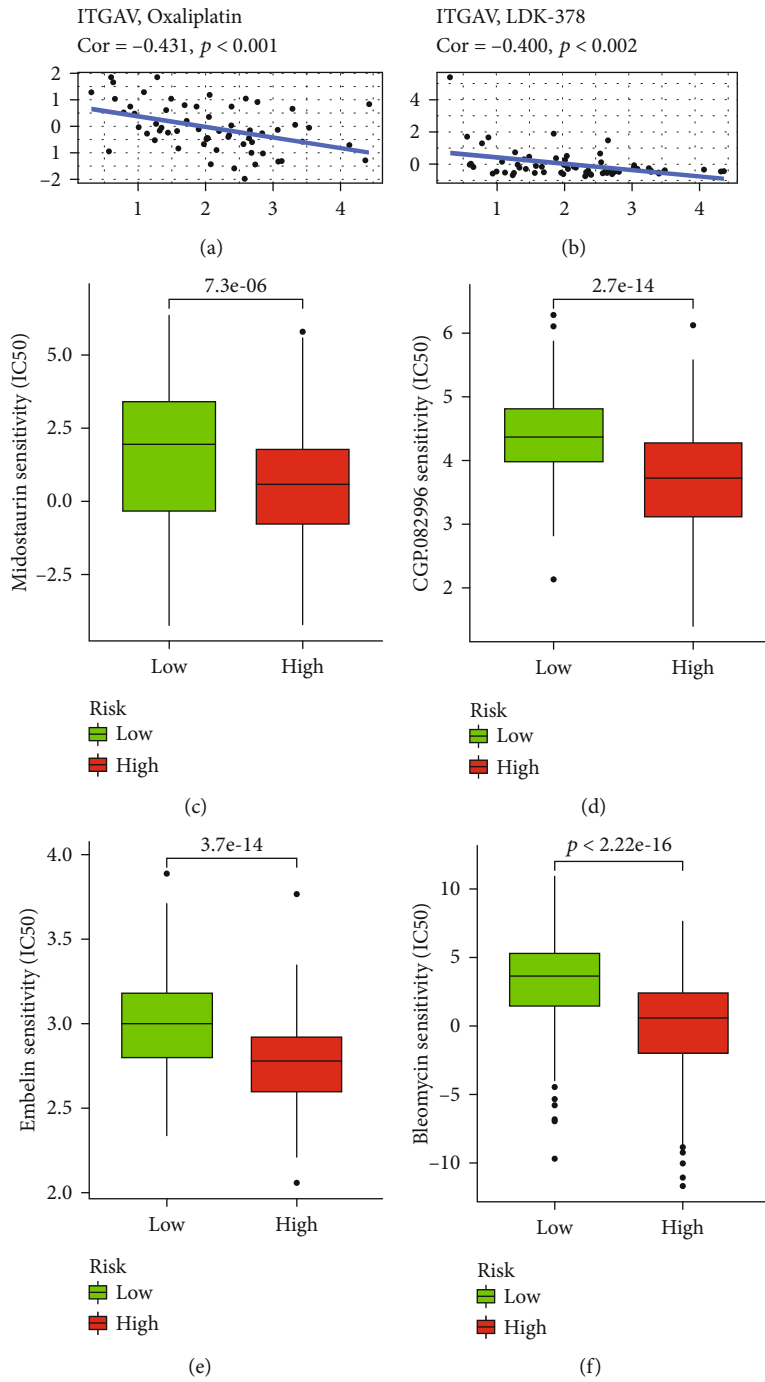 ITGAV, Oxaliplatin
Cor = –0.431, p < 0.001
2
1
0
1
–2
1
2
3
4
(a)
ITGAV, LDK-378
Cor = –0.400, p < 0.002
4
2
0
1
2
3
4
(b)
7.3e-06
Midostaurin sensitivity (IC50)
5.0
2.5
0.0
–2.5
Low
High
Risk
Low
High
(c)
2.7e-14
CGP.082996 sensitivity (IC50)
6
5
4
3
2
Low
High
Risk
Low
High
(d)
3.7e-14
Embelin sensitivity (IC50)
4.0
3.5
3.0
2.5
2.0
Low
High
Risk
Low
High
(e)
p < 2.22e-16
Bleomycin sensitivity (IC50)
10
5
0
–5
–10
Low
High
Risk
Low
High
(f)